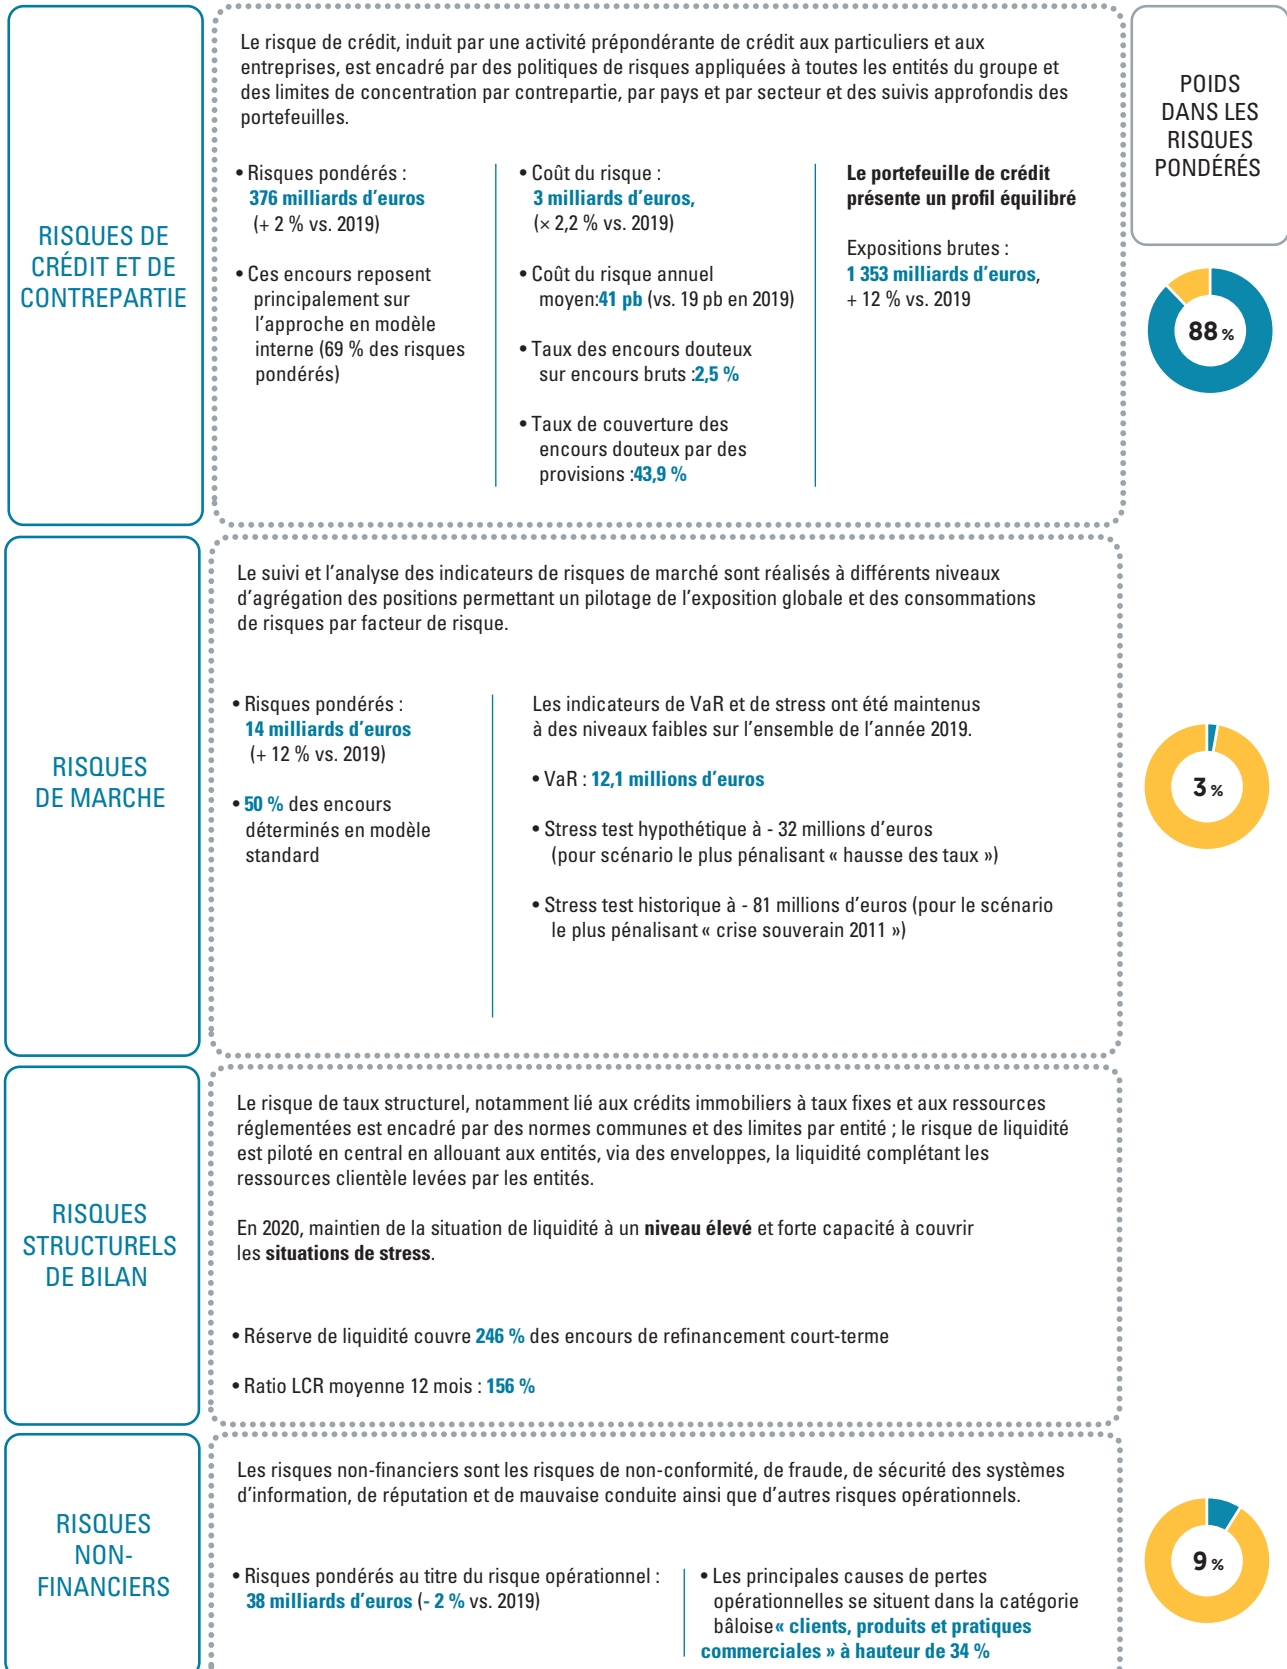 RISQUES DE
CRÉDIT ET DE
CONTREPARTIE
Le risque de crédit, induit par une activité prépondérante de crédit aux particuliers et aux
entreprises, est encadré par des politiques de risques appliquées à toutes les entités du groupe et
des limites de concentration par contrepartie, par pays et par secteur et des suivis approfondis des
portefeuilles.
• Risques pondérés :
376 milliards d’euros
(+ 2 % vs. 2019)
• Ces encours reposent
principalement sur
l’approche en modèle
interne (69 % des risques
pondérés)
• Coût du risque :
3 milliards d’euros,
(× 2,2 % vs. 2019)
• Coût du risque annuel
moyen:41 pb (vs. 19 pb en 2019)
• Taux des encours douteux
sur encours bruts :2,5 %
• Taux de couverture des
encours douteux par des
provisions :43,9 %
Le portefeuille de crédit
présente un profil équilibré
Expositions brutes :
1 353 milliards d’euros,
+ 12 % vs. 2019
POIDS
DANS LES
RISQUES
PONDÉRÉS
88 %
RISQUES
DE MARCHE
Le suivi et l’analyse des indicateurs de risques de marché sont réalisés à différents niveaux
d’agrégation des positions permettant un pilotage de l’exposition globale et des consommations
de risques par facteur de risque.
• Risques pondérés :
14 milliards d’euros
(+ 12 % vs. 2019)
• 50 % des encours
déterminés en modèle
standard
Les indicateurs de VaR et de stress ont été maintenus
à des niveaux faibles sur l’ensemble de l’année 2019.
• VaR : 12,1 millions d’euros
• Stress test hypothétique à - 32 millions d’euros
(pour scénario le plus pénalisant « hausse des taux »)
• Stress test historique à - 81 millions d’euros (pour le scénario
le plus pénalisant « crise souverain 2011 »)
3 %
RISQUES
STRUCTURELS
DE BILAN
Le risque de taux structurel, notamment lié aux crédits immobiliers à taux fixes et aux ressources
réglementées est encadré par des normes communes et des limites par entité ; le risque de liquidité
est piloté en central en allouant aux entités, via des enveloppes, la liquidité complétant les
ressources clientèle levées par les entités.
En 2020, maintien de la situation de liquidité à un niveau élevé et forte capacité à couvrir
les situations de stress.
• Réserve de liquidité couvre 246 % des encours de refinancement court-terme
• Ratio LCR moyenne 12 mois : 156 %
RISQUES
NON-
FINANCIERS
Les risques non-financiers sont les risques de non-conformité, de fraude, de sécurité des systèmes
d’information, de réputation et de mauvaise conduite ainsi que d’autres risques opérationnels.
• Risques pondérés au titre du risque opérationnel :
38 milliards d’euros (- 2 % vs. 2019)
• Les principales causes de pertes
opérationnelles se situent dans la catégorie
bâloise« clients, produits et pratiques
commerciales » à hauteur de 34 %
9 %